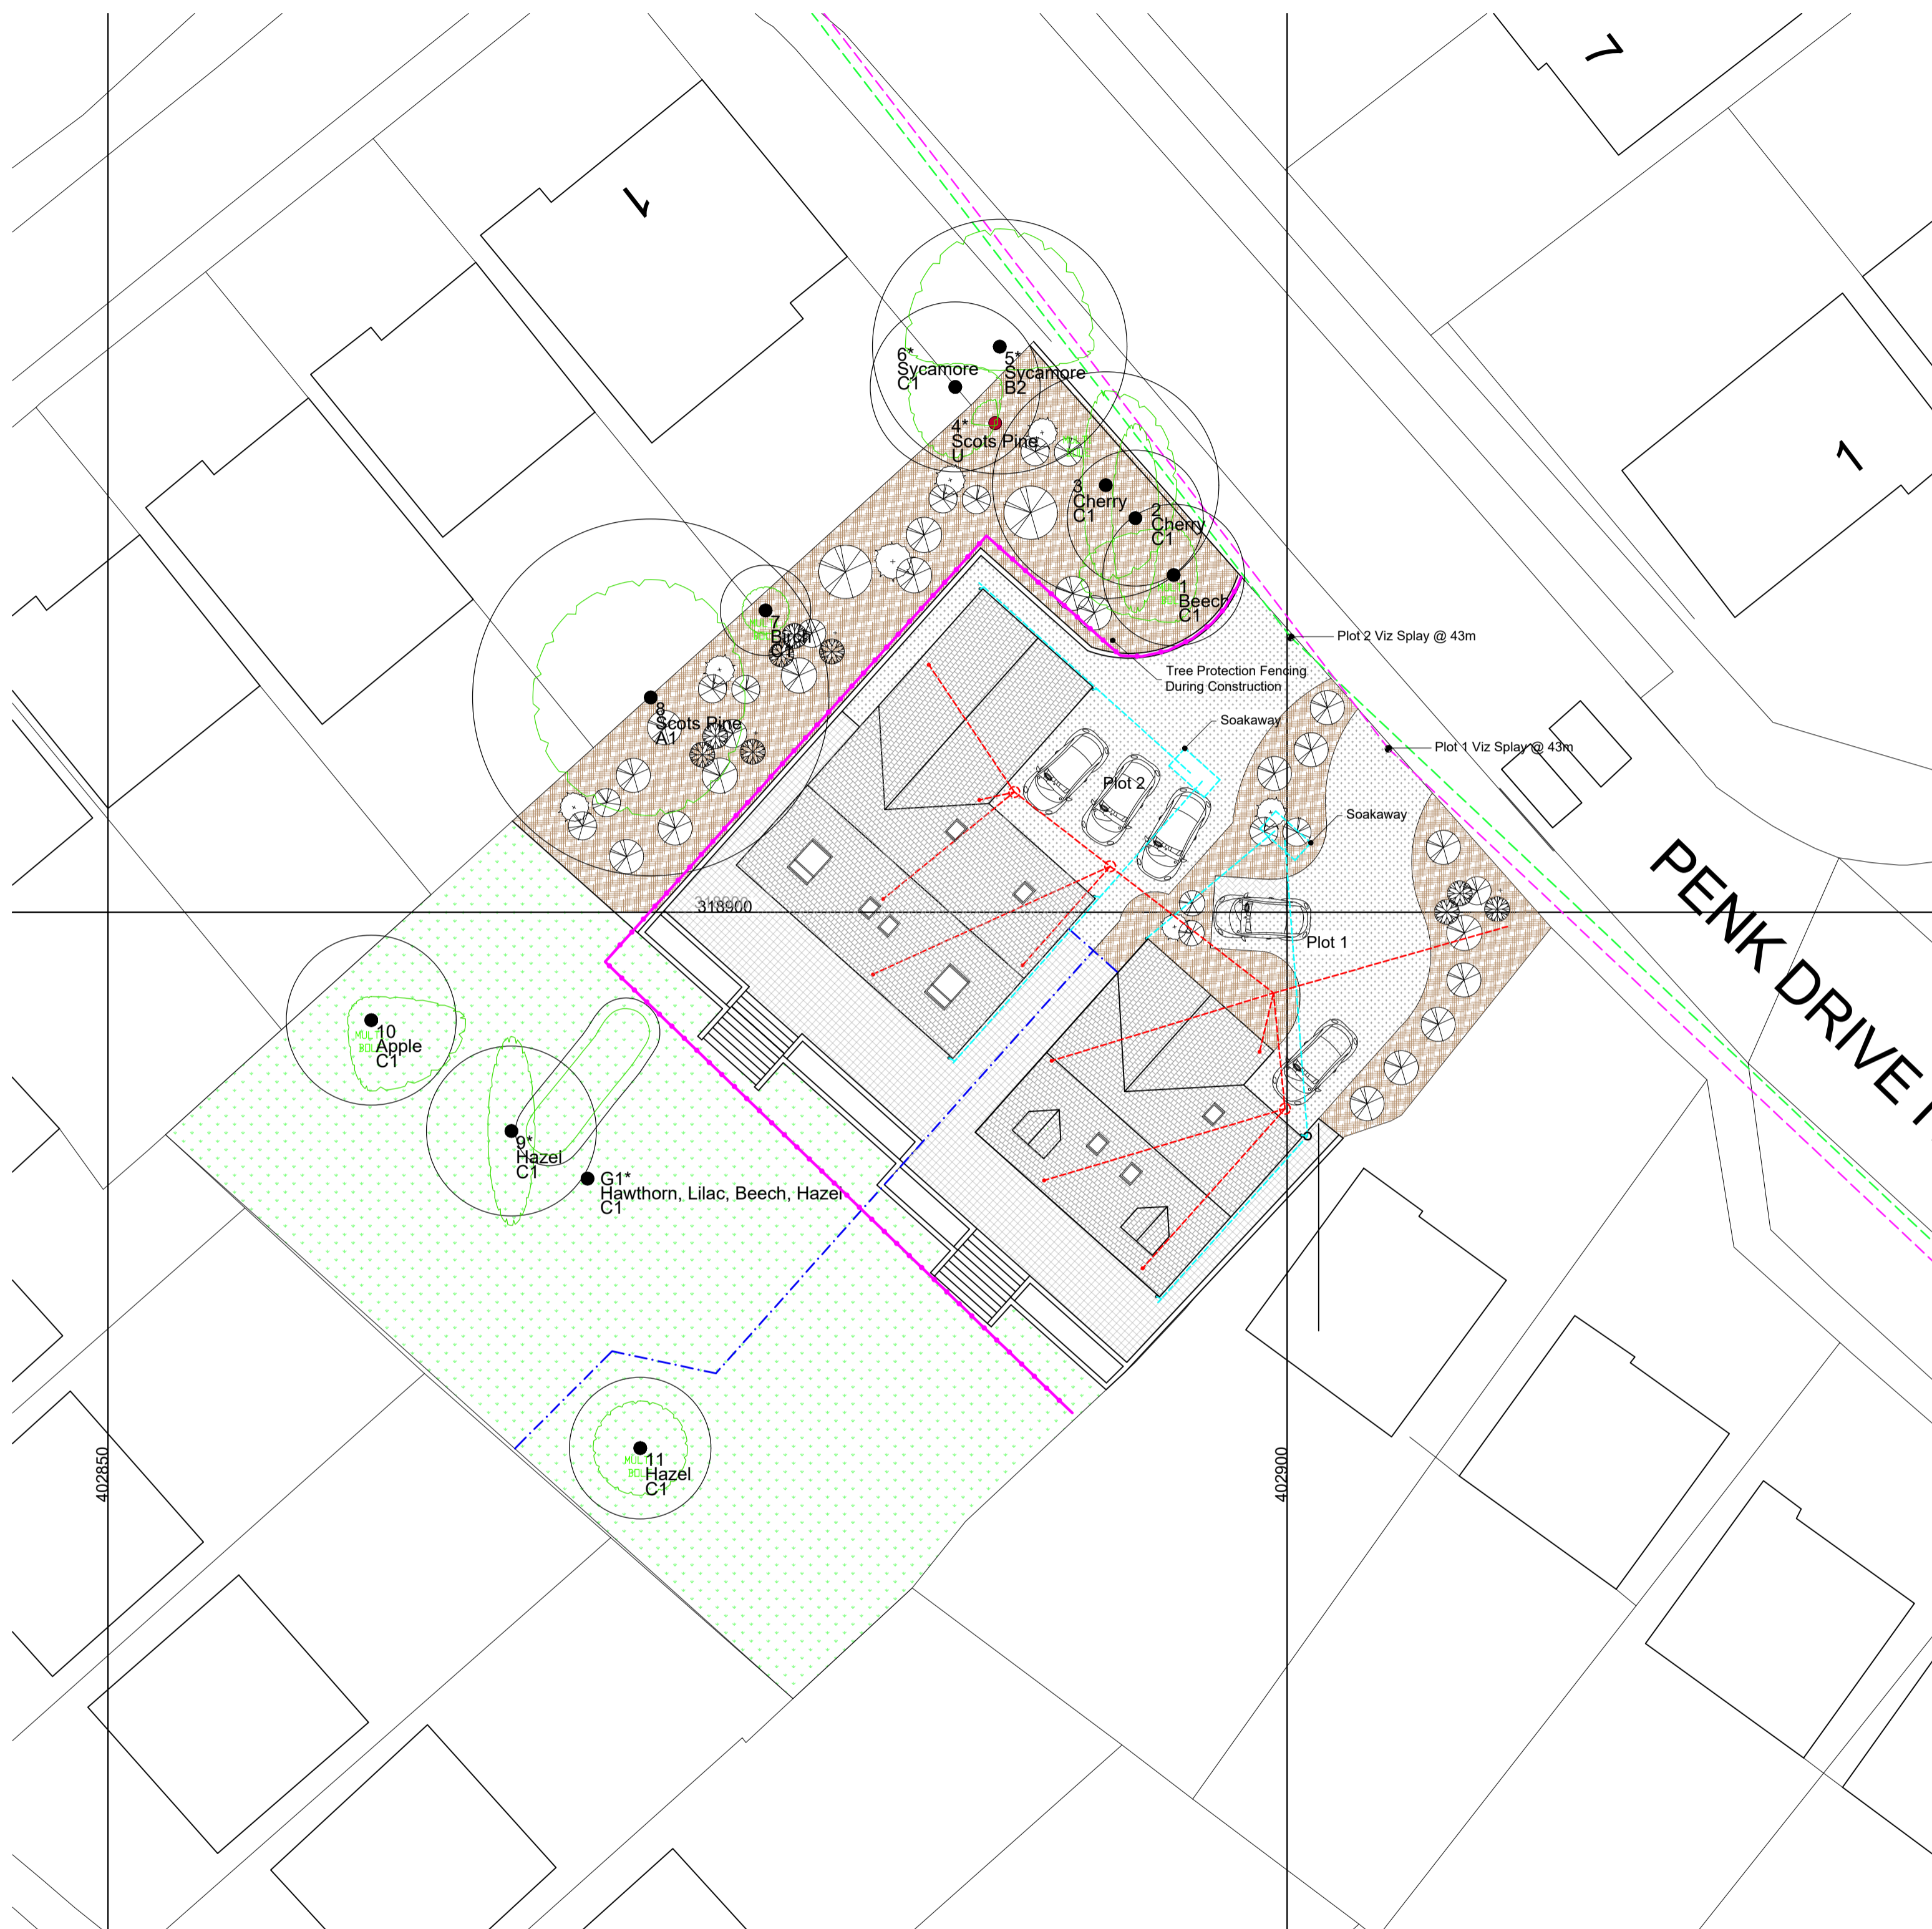 7
1
1
6*
Sycamore
C1
5*
Sycamore
B2
4*
Scots Pine
U
3
Cherry
C1
2
Cherry
C1
1
Beech
C1
7
Birch
C1
8
Scots Pine
A1
Plot 2 Viz Splay @ 43m
Tree Protection Fencing
During Construction
Soakaway
Plot 1 Viz Splay @ 43m
Plot 2
Soakaway
318900
Plot 1
PENK DRIVE
10
Apple
C1
9*
Hazel
C1
G1*
Hawthorn, Lilac, Beech, Hazel
C1
11
Hazel
C1
402850
402900